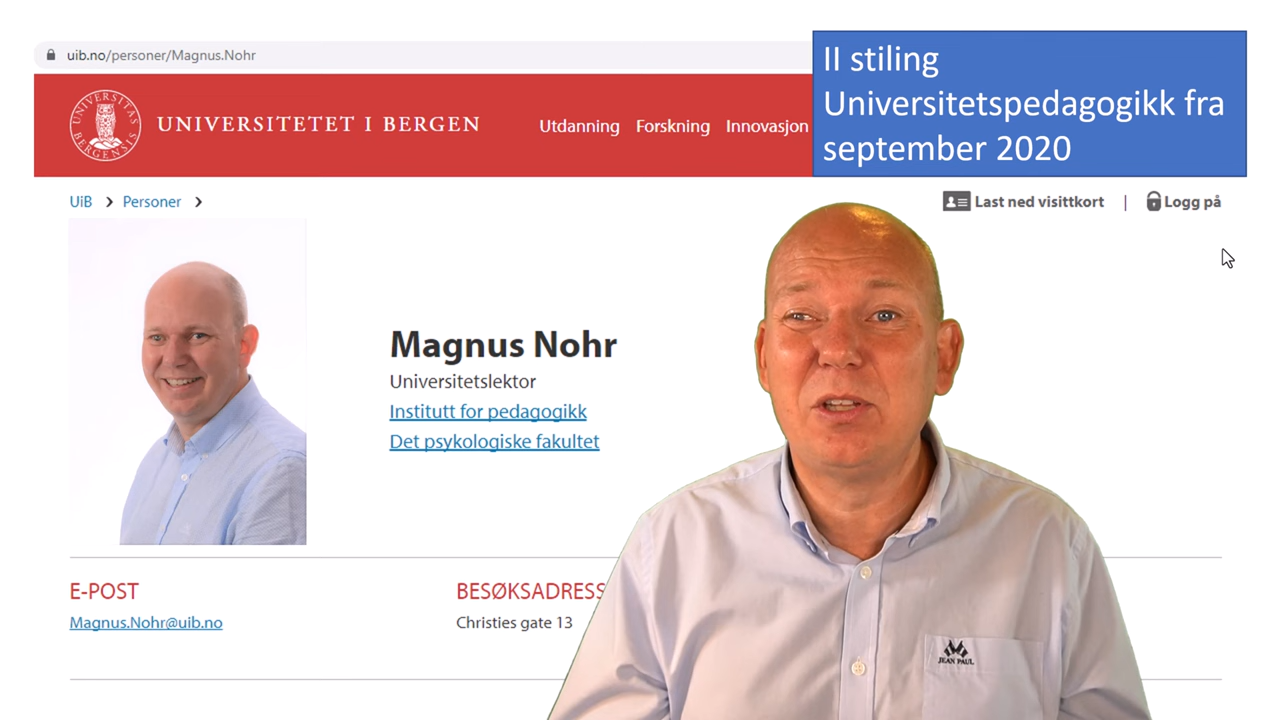 uib.no/personer/Magnus.Nohr
II stiling
Universitetspedagogikk fra
september 2020
UNIVERSITAS BERGENSIS
UNIVERSITETET I BERGEN
Utdanning Forskning Innovasjon
UiB > Personer >
Last ned visittkort | Logg på
Magnus Nohr
Universitetslektor
Institutt for pedagogikk
Det psykologiske fakultet
E-POST
BESØKSADRESS
Magnus.Nohr@uib.no
Christies gate 13
JEAN PAUL